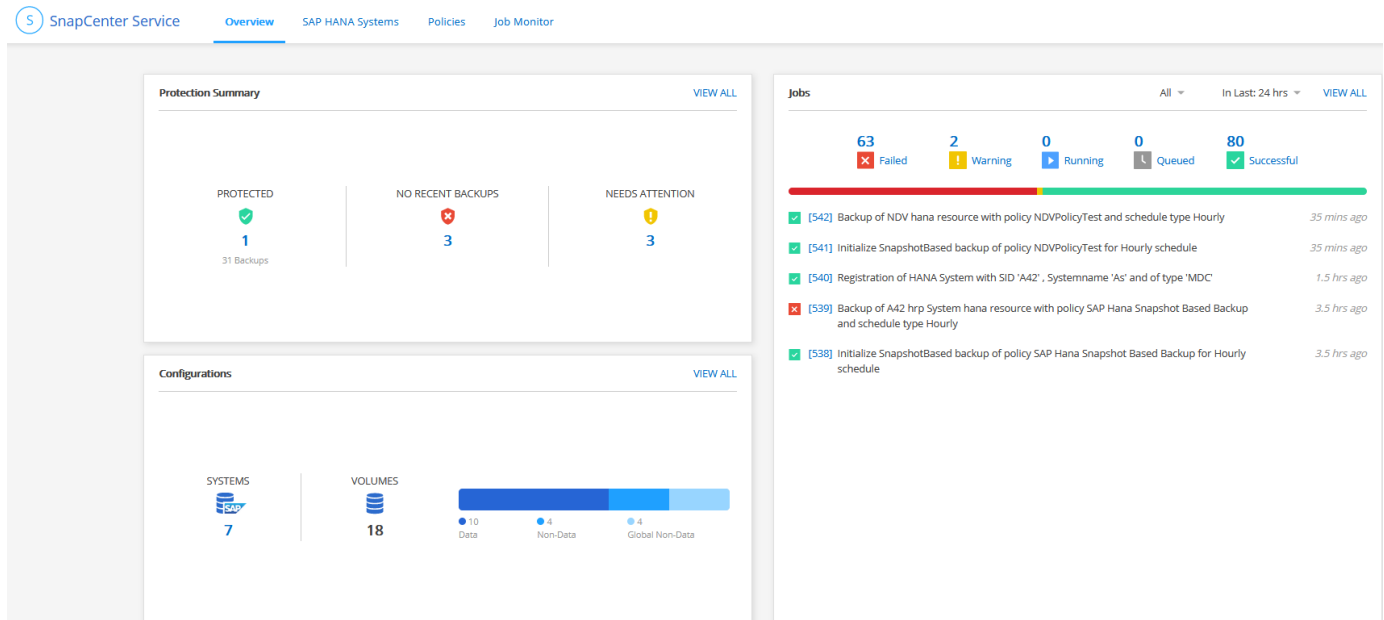 S SnapCenter Service Overview SAP HANA Systems Policies Job Monitor
Protection Summary VIEW ALL
PROTECTED NO RECENT BACKUPS NEEDS ATTENTION
1 3 3
31 Backups
Configurations VIEW ALL
SYSTEMS VOLUMES
SAP
7 18
10 4 4
Data Non-Data Global Non-Data
Jobs All In Last: 24 hrs VIEW ALL
63 2 0 0 80
Failed Warning Running Queued Successful
[542] Backup of NDV hana resource with policy NDVPolicyTest and schedule type Hourly 35 mins ago
[541] Initialize SnapshotBased backup of policy NDVPolicyTest for Hourly schedule 35 mins ago
[540] Registration of HANA System with SID 'A42' , Systemname 'As' and of type 'MDC' 1.5 hrs ago
[539] Backup of A42 hrp System hana resource with policy SAP Hana Snapshot Based Backup 3.5 hrs ago
and schedule type Hourly
[538] Initialize SnapshotBased backup of policy SAP Hana Snapshot Based Backup for Hourly 3.5 hrs ago
schedule